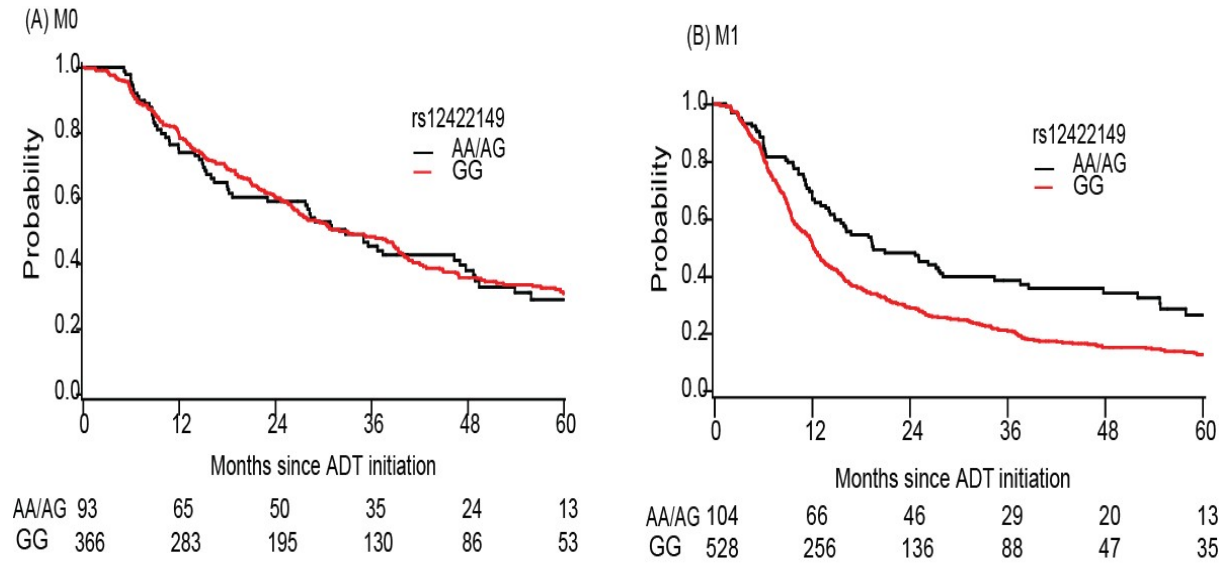 (A) M0
1.0
0.8
0.6
0.4
0.2
0.0
Probability
rs12422149
AA/AG
GG
0 12 24 36 48 60
Months since ADT initiation
AA/AG 93 65 50 35 24 13
GG 366 283 195 130 86 53
(B) M1
1.0
0.8
0.6
0.4
0.2
0.0
Probability
rs12422149
AA/AG
GG
0 12 24 36 48 60
Months since ADT initiation
AA/AG 104 66 46 29 20 13
GG 528 256 136 88 47 35